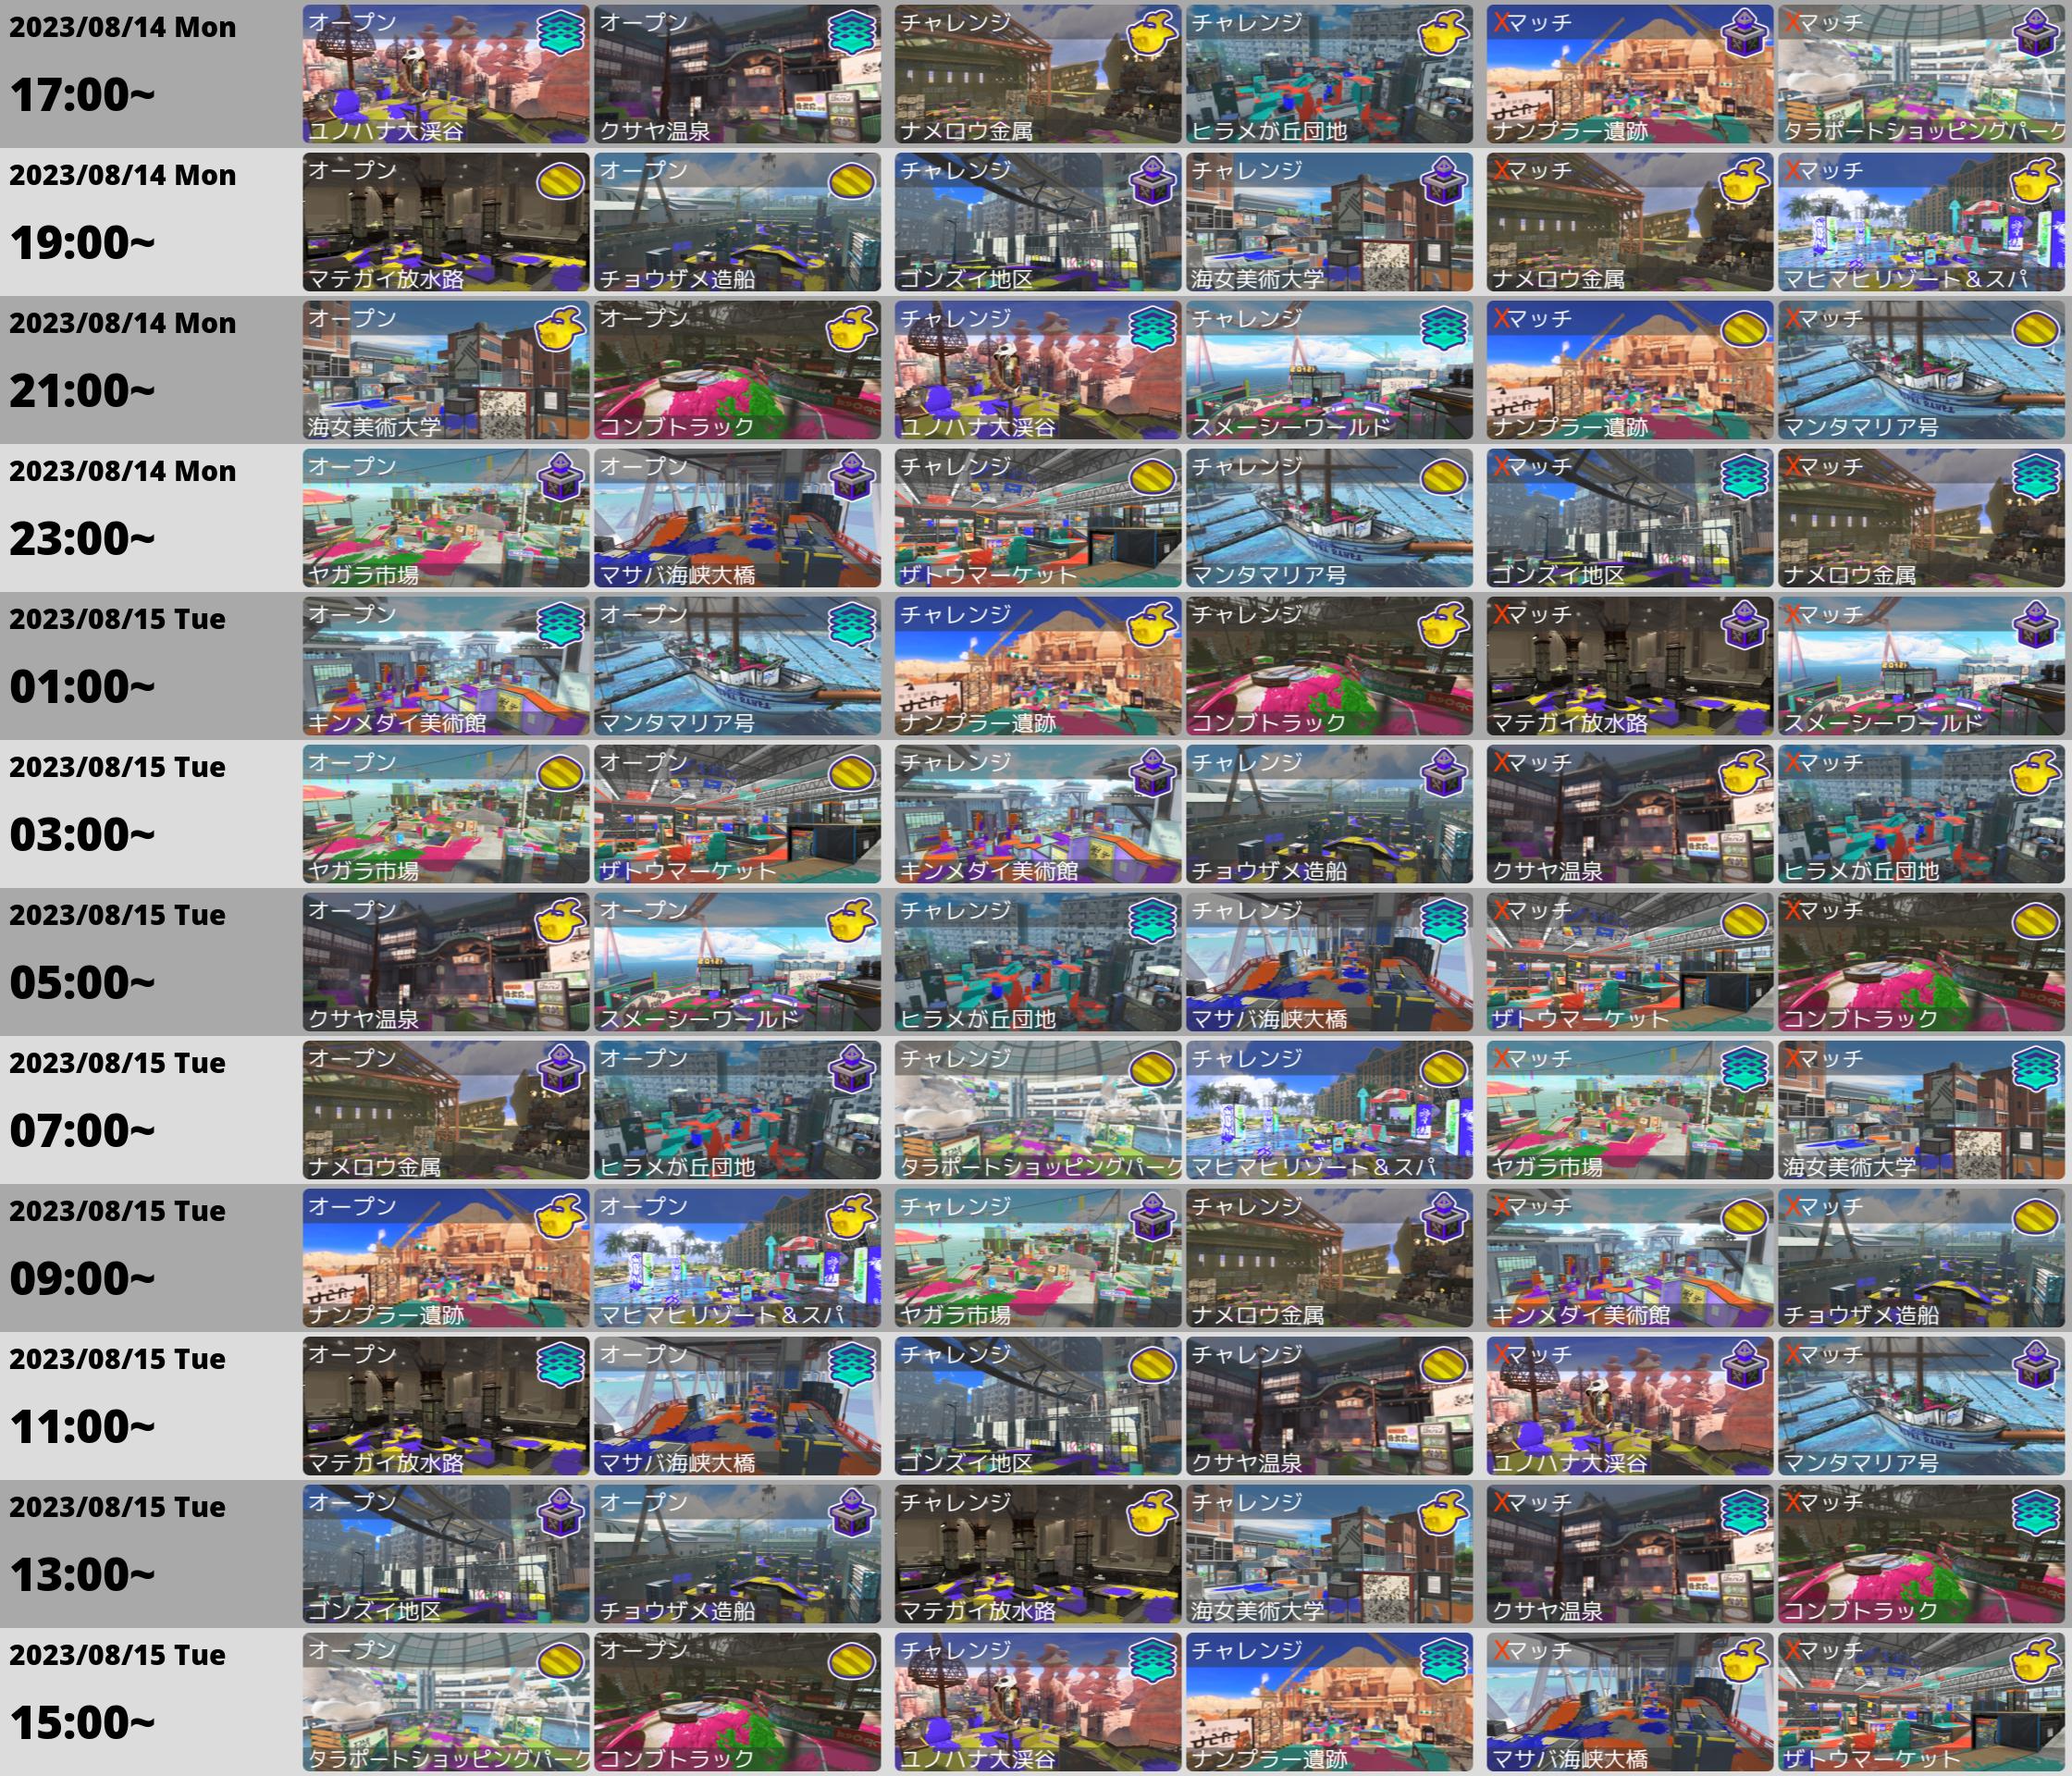 2023/08/14 Mon
17:00~
オープン オープン チャレンジ チャレンジ Xマッチ Xマッチ
ユノハナ大渓谷 クサヤ温泉 ナメロウ金属 ヒラメが丘団地 ナンプラー遺跡 タラポートショッピングパーク
2023/08/14 Mon
19:00~
オープン オープン チャレンジ チャレンジ Xマッチ Xマッチ
マテガイ放水路 チョウザメ造船 ゴンズイ地区 海女美術大学 ナメロウ金属 マヒマヒリゾート＆スパ
2023/08/14 Mon
21:00~
オープン オープン チャレンジ チャレンジ Xマッチ Xマッチ
海女美術大学 コンブトラック ユノハナ大渓谷 スメーシーワールド ナンプラー遺跡 マンタマリア号
2023/08/14 Mon
23:00~
オープン オープン チャレンジ チャレンジ Xマッチ Xマッチ
ヤガラ市場 マサバ海峡大橋 ザトウマーケット マンタマリア号 ゴンズイ地区 ナメロウ金属
2023/08/15 Tue
01:00~
オープン オープン チャレンジ チャレンジ Xマッチ Xマッチ
キンメダイ美術館 マンタマリア号 ナンプラー遺跡 コンブトラック マテガイ放水路 スメーシーワールド
2023/08/15 Tue
03:00~
オープン オープン チャレンジ チャレンジ Xマッチ Xマッチ
ヤガラ市場 ザトウマーケット キンメダイ美術館 チョウザメ造船 クサヤ温泉 ヒラメが丘団地
2023/08/15 Tue
05:00~
オープン オープン チャレンジ チャレンジ Xマッチ Xマッチ
クサヤ温泉 スメーシーワールド ヒラメが丘団地 マサバ海峡大橋 ザトウマーケット コンブトラック
2023/08/15 Tue
07:00~
オープン オープン チャレンジ チャレンジ Xマッチ Xマッチ
ナメロウ金属 ヒラメが丘団地 タラポートショッピングパーク マヒマヒリゾート＆スパ ヤガラ市場 海女美術大学
2023/08/15 Tue
09:00~
オープン オープン チャレンジ チャレンジ Xマッチ Xマッチ
ナンプラー遺跡 マヒマヒリゾート＆スパ ヤガラ市場 ナメロウ金属 キンメダイ美術館 チョウザメ造船
2023/08/15 Tue
11:00~
オープン オープン チャレンジ チャレンジ Xマッチ Xマッチ
マテガイ放水路 マサバ海峡大橋 ゴンズイ地区 クサヤ温泉 ユノハナ大渓谷 マンタマリア号
2023/08/15 Tue
13:00~
オープン オープン チャレンジ チャレンジ Xマッチ Xマッチ
ゴンズイ地区 チョウザメ造船 マテガイ放水路 海女美術大学 クサヤ温泉 コンブトラック
2023/08/15 Tue
15:00~
オープン オープン チャレンジ チャレンジ Xマッチ Xマッチ
タラポートショッピングパーク コンブトラック ユノハナ大渓谷 ナンプラー遺跡 マサバ海峡大橋 ザトウマーケット